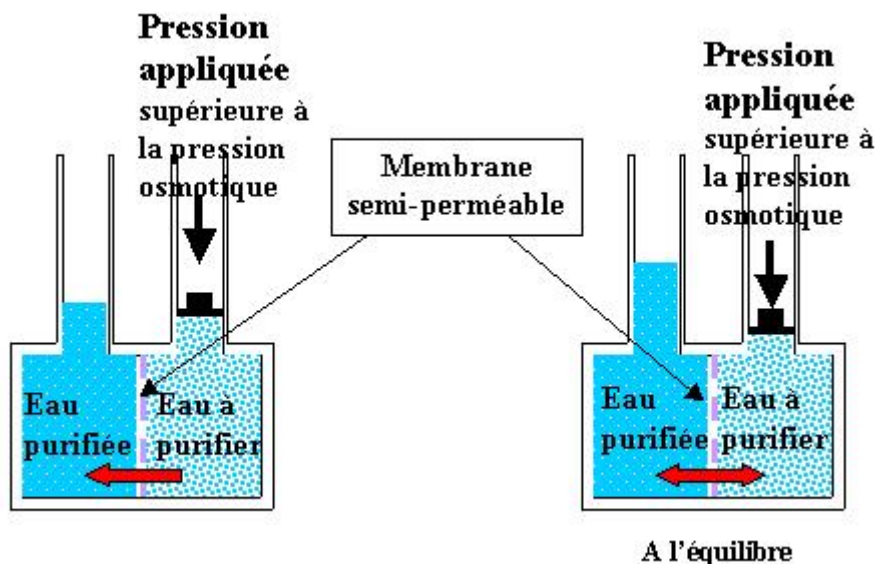 Pression
appliquée
supérieure à
la pression
osmotique
Membrane
semi-perméable
Pression
appliquée
supérieure à
la pression
osmotique
Eau
purifiée
Eau à
purifier
Eau
purifiée
Eau à
purifier
A l'équilibre